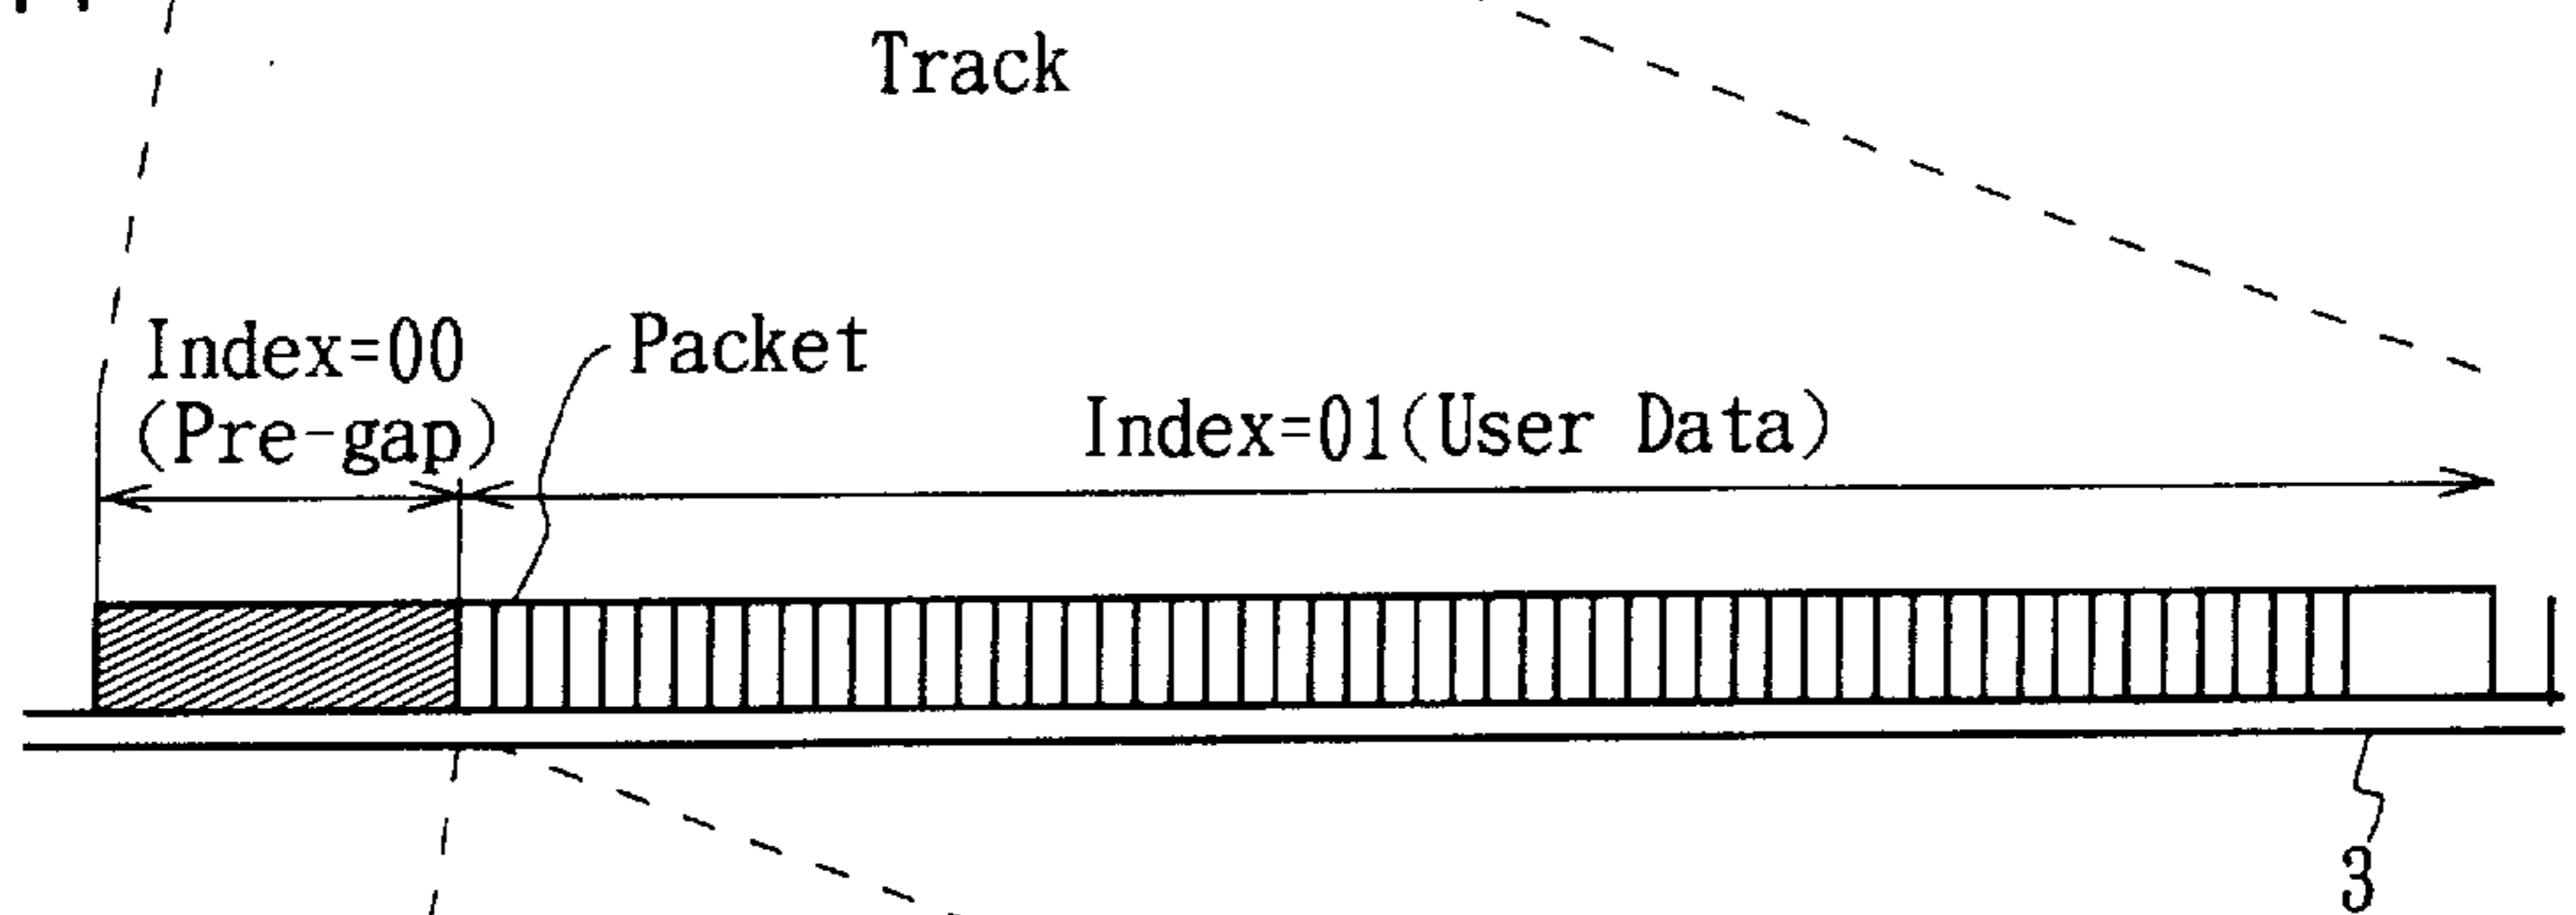 Track
Index=00
(Pre-gap)
Packet
Index=01(User Data)
3